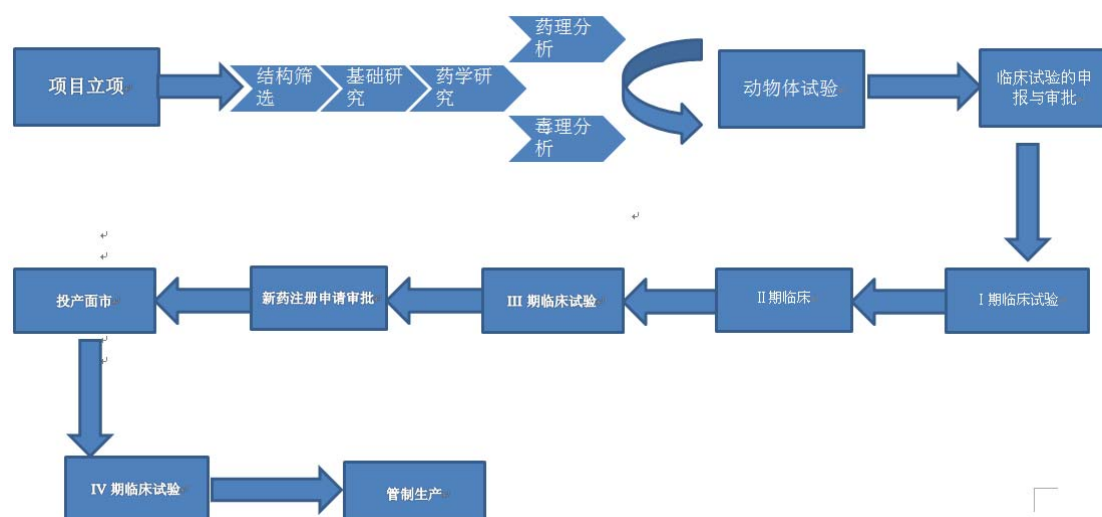 项目立项
结构筛
选
基础研
究
药学研
究
药理分
析
毒理分
析
动物体试验
临床试验的申
报与审批
I 期临床试验
II期临床
III 期临床试验
新药注册申请审批
投产面市
IV 期临床试验
管制生产